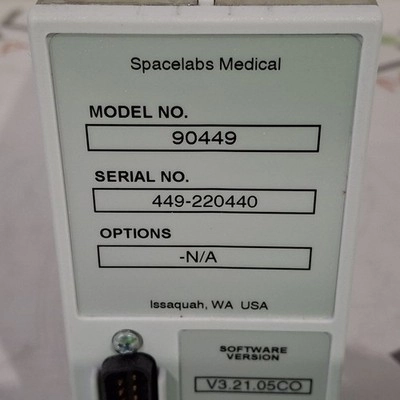 Spacelabs Medical
MODEL NO.
90449
SERIAL NO.
449-220440
OPTIONS
-N/A
Issaquah, WA USA
SOFTWARE
VERSION
V3.21.05CO